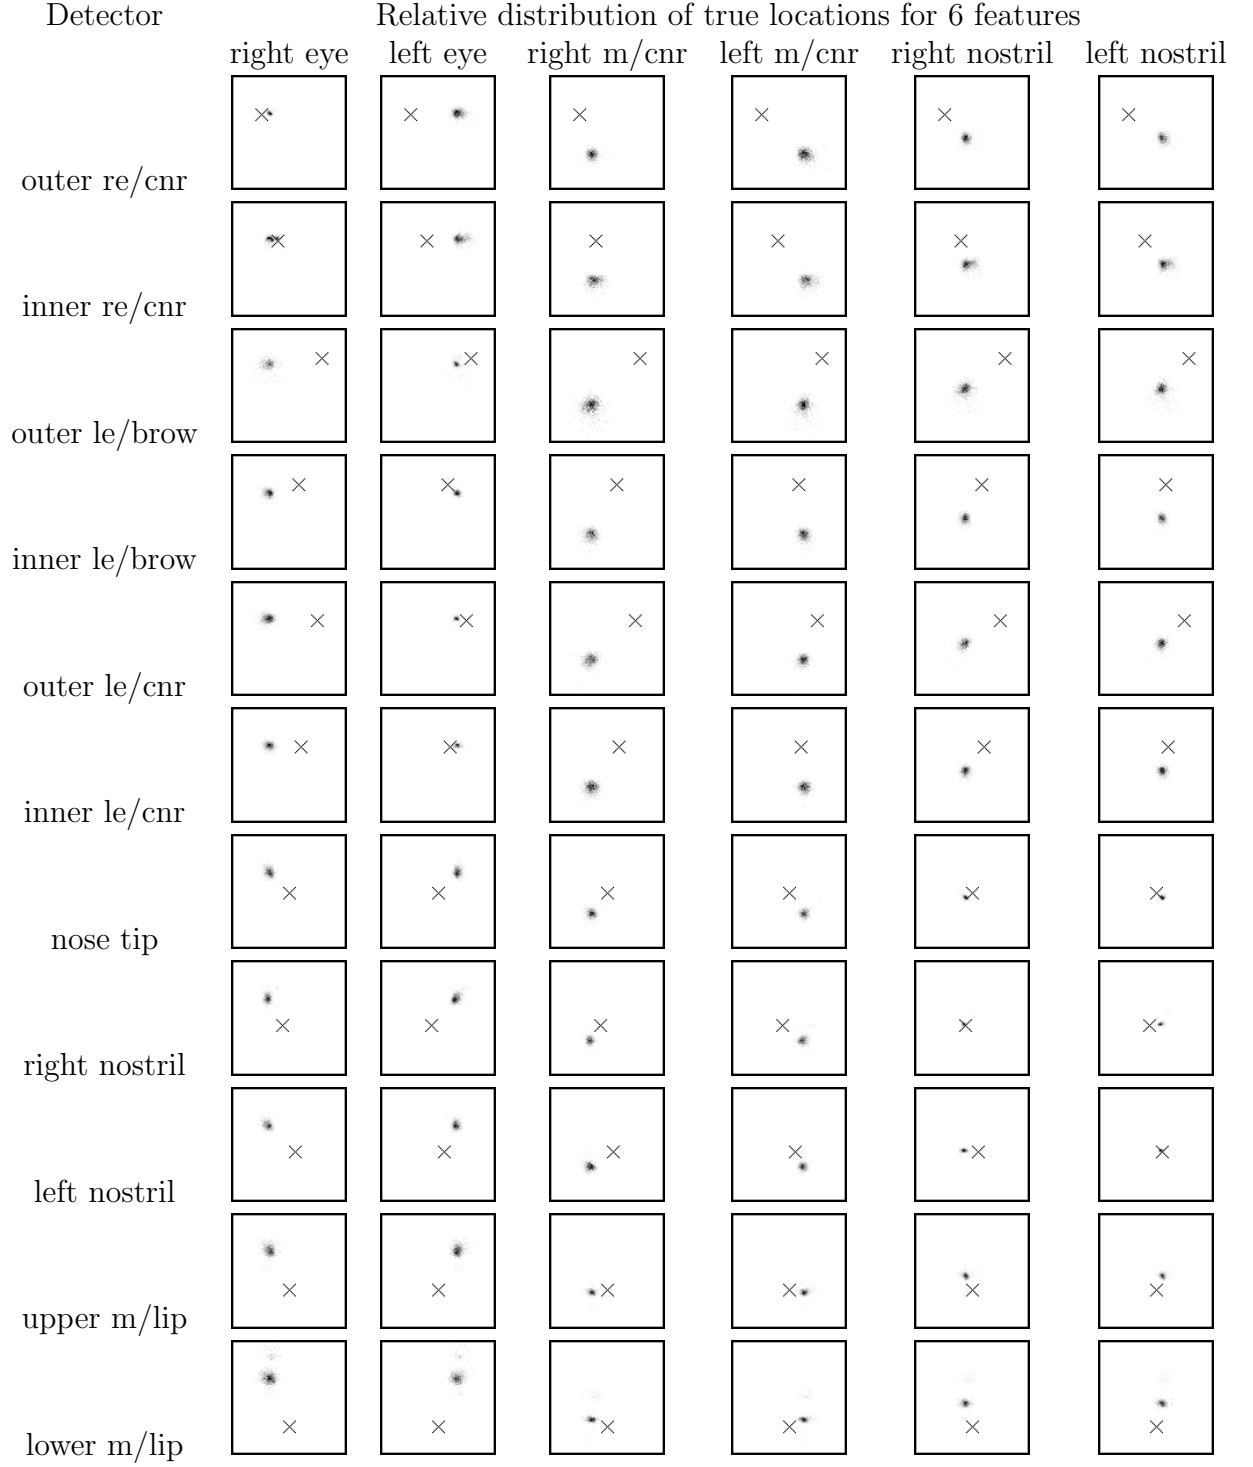 Detector Relative distribution of true locations for 6 features
right eye left eye right m/cnr left m/cnr right nostril left nostril
outer re/cnr
inner re/cnr
outer le/brow
inner le/brow
outer le/cnr
inner le/cnr
nose tip
right nostril
left nostril
upper m/lip
lower m/lip